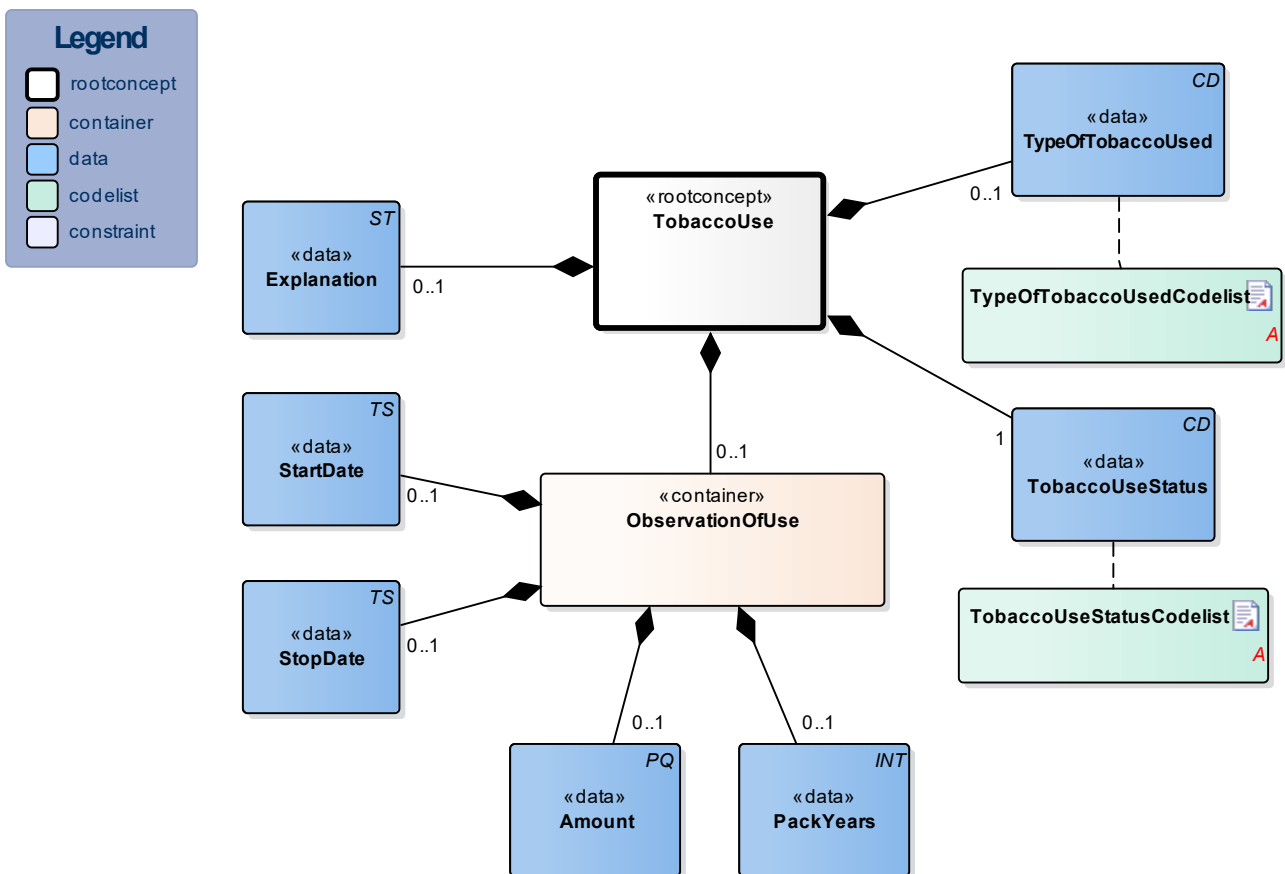 Legend
rootconcept
container
data
codelist
constraint
CD
«data»
TypeOfTobaccoUsed
0..1
«rootconcept»
TobaccoUse
ST
«data»
Explanation
0..1
TypeOfTobaccoUsedCodelist
A
TS
«data»
StartDate
0..1
0..1
1
CD
«data»
TobaccoUseStatus
«container»
ObservationOfUse
TS
«data»
StopDate
0..1
TobaccoUseStatusCodelist
A
0..1
0..1
PQ
«data»
Amount
INT
«data»
PackYears